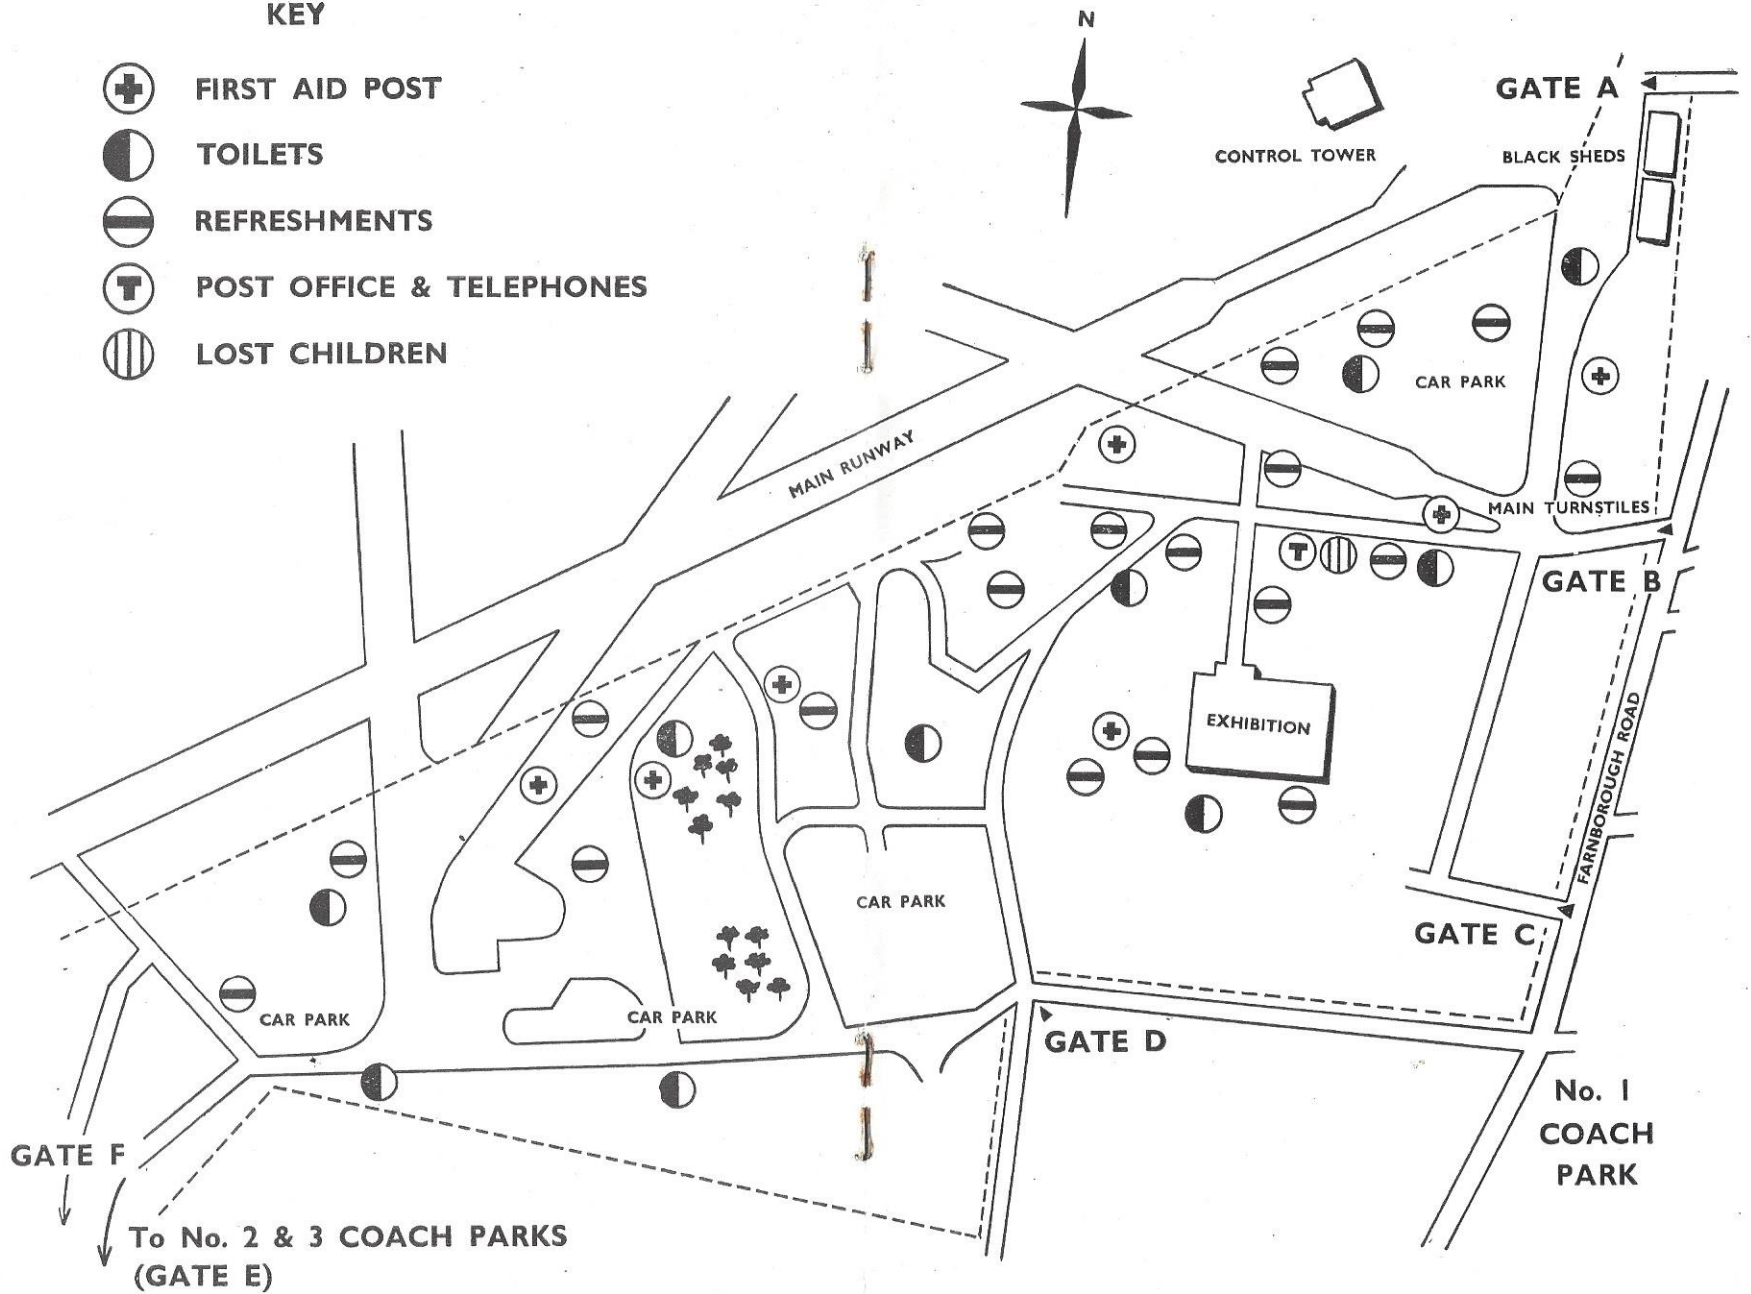 KEY
FIRST AID POST
TOILETS
REFRESHMENTS
T POST OFFICE & TELEPHONES
LOST CHILDREN
N
CONTROL TOWER
GATE A
BLACK SHEDS
CAR PARK
MAIN RUNWAY
MAIN TURNSTILES
T
GATE B
EXHIBITION
FARNBOROUGH ROAD
CAR PARK
GATE C
CAR PARK
CAR PARK
GATE D
No. 1
COACH
PARK
GATE F
To No. 2 & 3 COACH PARKS
(GATE E)